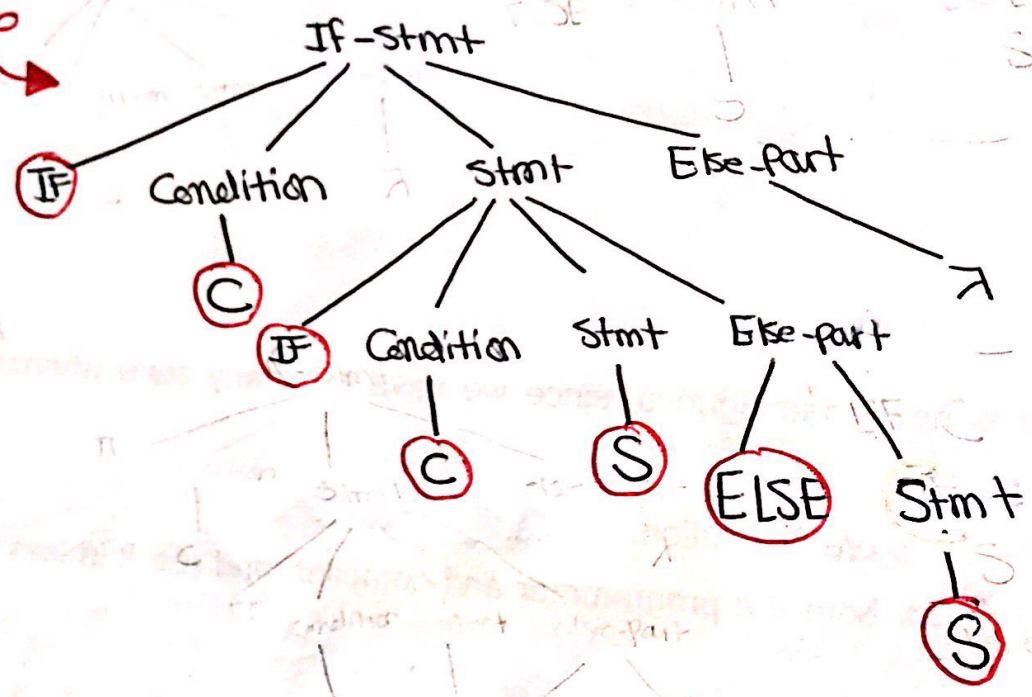 If-Stmt
IF Condition Stmt Else-Part
C λ
IF Condition Stmt Else-part
C S ELSE Stmt
S